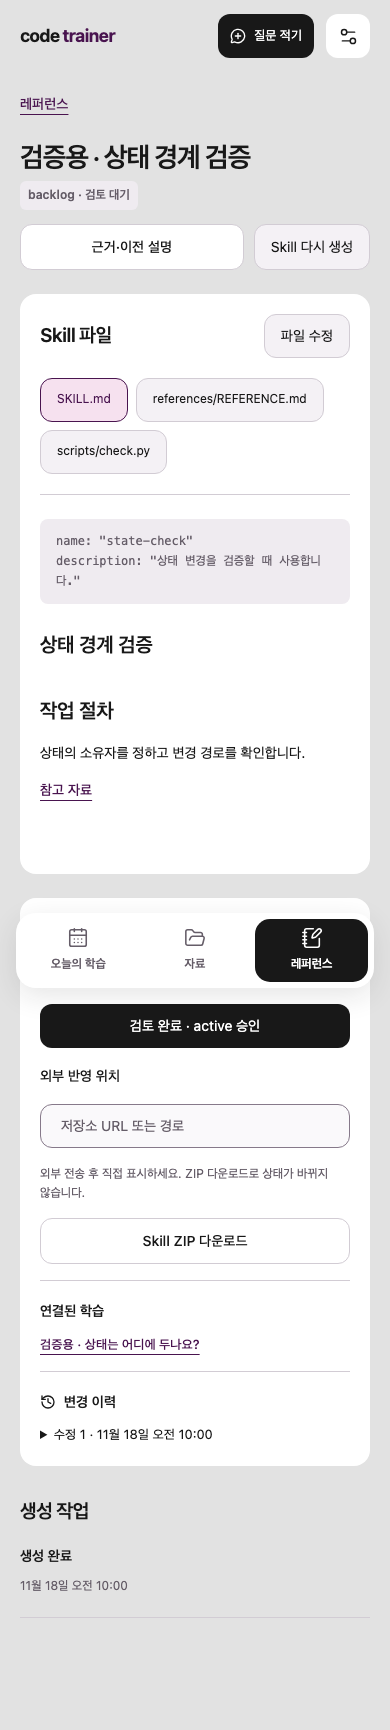 code trainer
질문 적기
레퍼런스
검증용 · 상태 경계 검증
backlog · 검토 대기
근거·이전 설명
Skill 다시 생성
Skill 파일
파일 수정
SKILL.md
references/REFERENCE.md
scripts/check.py
name: "state-check"
description: "상태 변경을 검증할 때 사용합니
다."
상태 경계 검증
작업 절차
상태의 소유자를 정하고 변경 경로를 확인합니다.
참고 자료
오늘의 학습
자료
레퍼런스
검토 완료 · active 승인
외부 반영 위치
저장소 URL 또는 경로
외부 전송 후 직접 표시하세요. ZIP 다운로드로 상태가 바뀌지
않습니다.
Skill ZIP 다운로드
연결된 학습
검증용 · 상태는 어디에 두나요?
변경 이력
수정 1 · 11월 18일 오전 10:00
생성 작업
생성 완료
11월 18일 오전 10:00